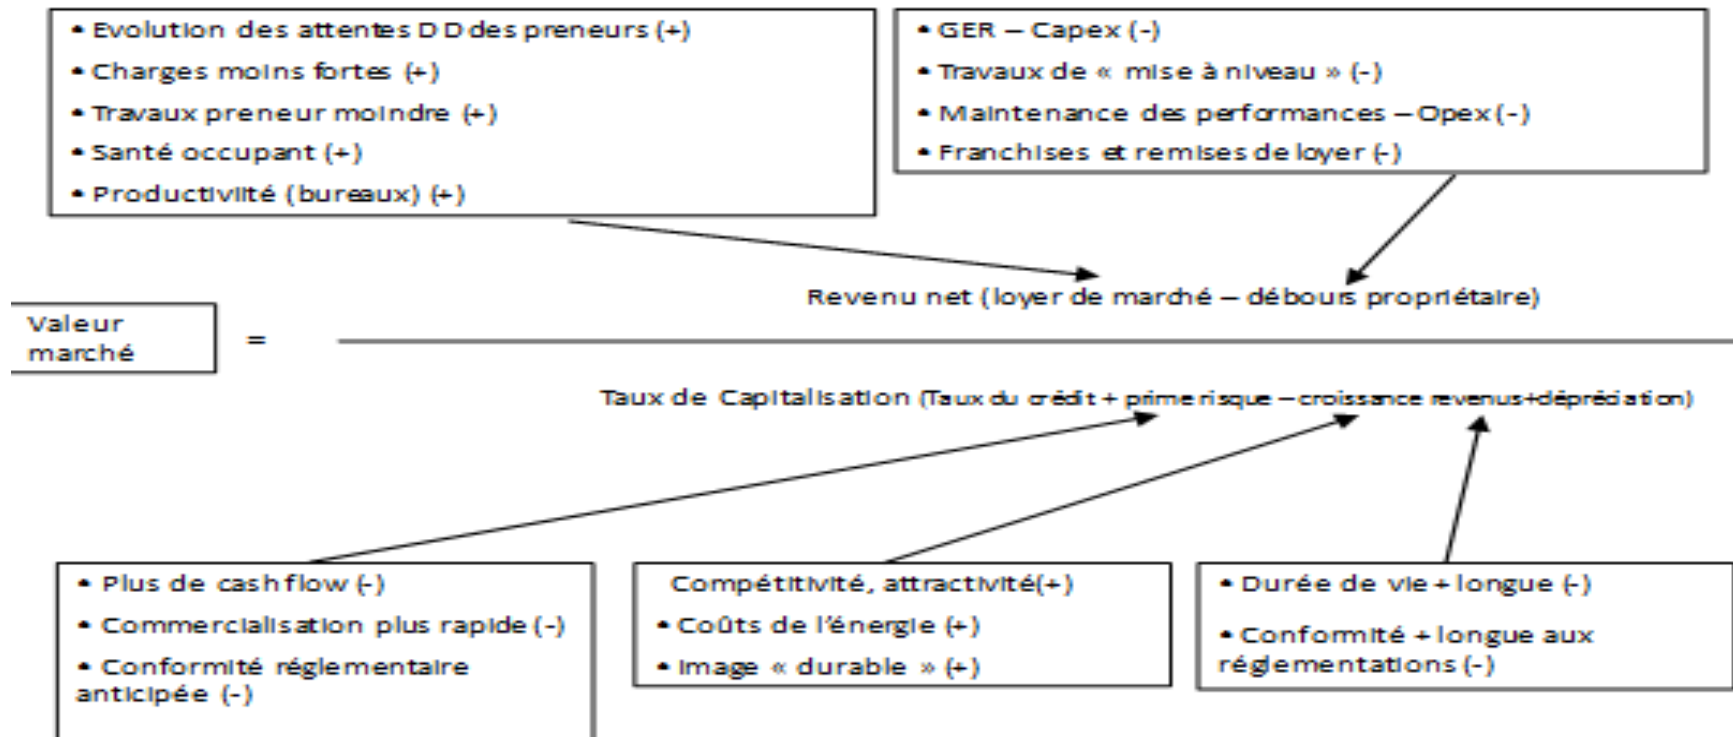 • Evolution des attentes DD des preneurs (+)
• Charges moins fortes (+)
• Travaux preneur moindre (+)
• Santé occupant (+)
• Productiviité (bureaux) (+)
• GER – Capex (-)
• Travaux de « mise à niveau » (-)
• Maintenance des performances – Opex (-)
• Franchises et remises de loyer (-)
Revenu net (loyer de marché – débours propriétaire)
Valeur
marché
=
Taux de Capitalisation (Taux du crédit + prime risque – croissance revenus+dépréciation)
• Plus de cash flow (-)
• Commercialisation plus rapide (-)
• Conformité réglementaire
anticipée (-)
Compétitivité, attractivité(+)
• Coûts de l’énergie (+)
• Image « durable » (+)
• Durée de vie + longue (-)
• Conformité + longue aux
réglementations (-)